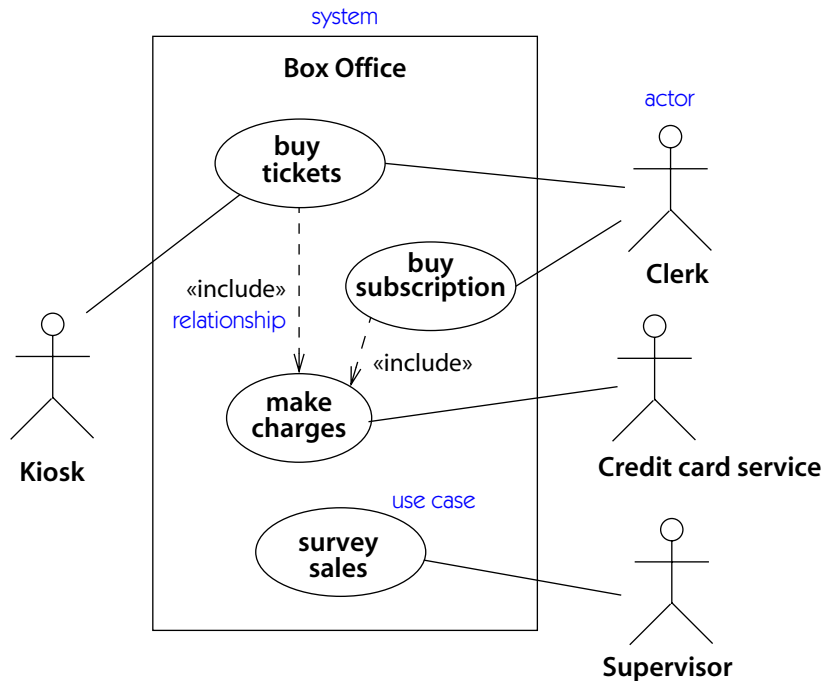 system
Box Office
actor
buy
tickets
Clerk
buy
subscription
«include»
relationship
«include»
make
charges
Kiosk
Credit card service
use case
survey
sales
Supervisor